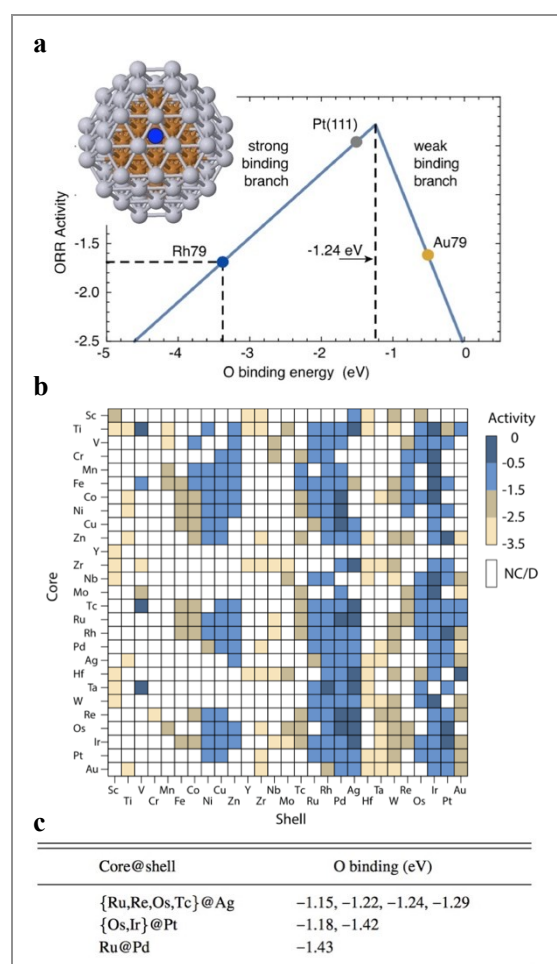 a
Pt(111)
strong
binding
branch
weak
binding
branch
Au79
-1.24 eV
Rh79
ORR Activity
-1.5
-2.0
-2.5
-5
-4
-3
-2
-1
0
O binding energy (eV)
b
Core
Sc
Ti
V
Cr
Mn
Fe
Co
Ni
Cu
Zn
Y
Zr
Nb
Mo
Tc
Ru
Rh
Pd
Ag
Hf
Ta
W
Re
Os
Ir
Pt
Au
Activity
0
-0.5
-1.5
-2.5
-3.5
NC/D
Sc V Mn Co Cu Y Nb Tc Rh Ag Ta Re Ir Au
Ti Cr Fe Ni Zn Zr Mo Ru Pd Hf W Os Pt
Shell
c
Core@shell O binding (eV)
{Ru,Re,Os,Tc}@Ag −1.15, −1.22, −1.24, −1.29
{Os,Ir}@Pt −1.18, −1.42
Ru@Pd −1.43